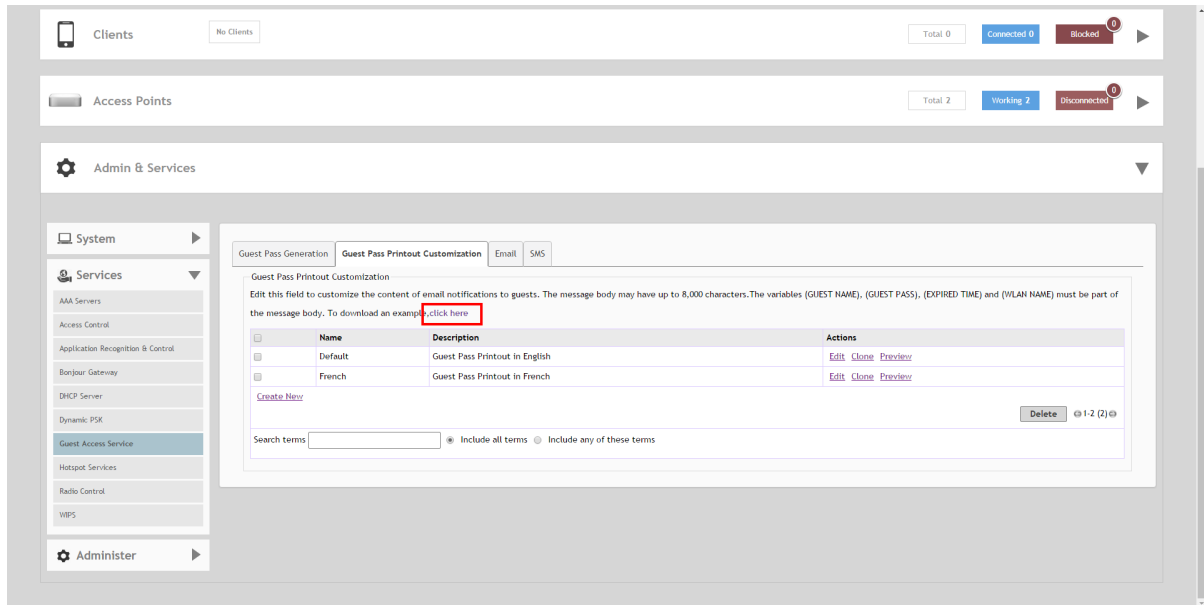 Clients
No Clients
Total 0
Connected 0
Blocked
0
Access Points
Total 2
Working 2
Disconnected
0
Admin & Services
System
Services
AAA Servers
Access Control
Application Recognition & Control
Bonjour Gateway
DHCP Server
Dynamic PSK
Guest Access Service
Hotspot Services
Radio Control
WIPS
Administer
Guest Pass Generation Guest Pass Printout Customization Email SMS
Guest Pass Printout Customization
Edit this field to customize the content of email notifications to guests. The message body may have up to 8,000 characters.The variables {GUEST NAME}, {GUEST PASS}, {EXPIRED TIME} and {WLAN NAME} must be part of
the message body. To download an example,click here
Name Description Actions
Default Guest Pass Printout in English Edit Clone Preview
French Guest Pass Printout in French Edit Clone Preview
Create New
Delete 1-2 (2)
Search terms Include all terms Include any of these terms